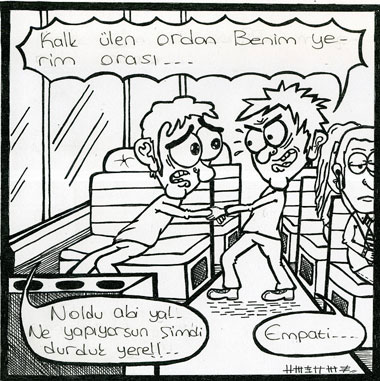 Kalk ülen ordan Benim ye-
rim orası---
Noldu abi ya!..
Ne yapıyorsun Şimdi
durduk yere!!--
Empati---